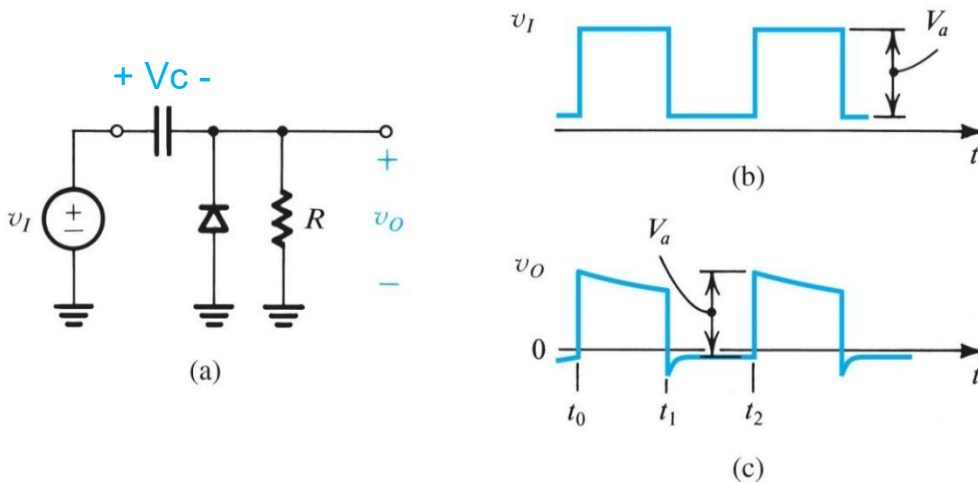 + Vc -
v_I
+
−
R
+
v_O
−
(a)
v_I
V_a
t
(b)
v_O
V_a
0
t
t_0 t_1 t_2
(c)